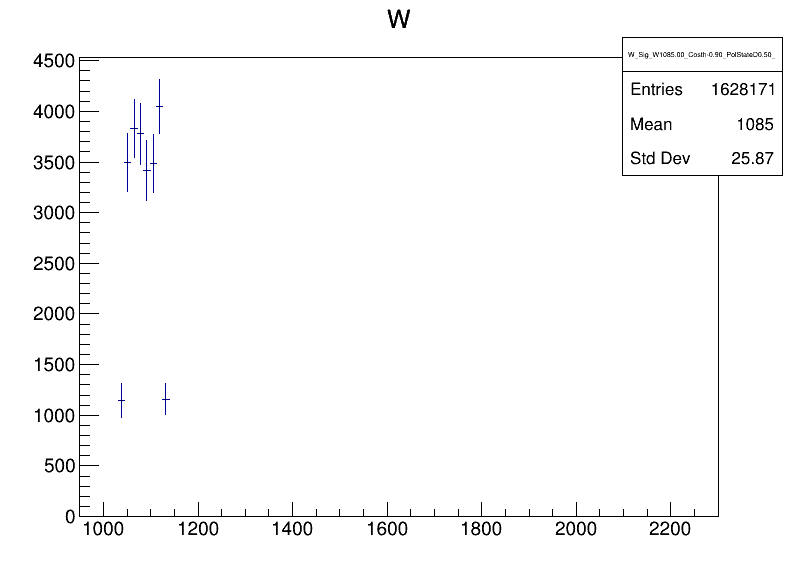 W
W_Sig_W1085.00_Costh-0.90_PolStateD0.50_
Entries 1628171
Mean 1085
Std Dev 25.87
4500
4000
3500
3000
2500
2000
1500
1000
500
0
1000 1200 1400 1600 1800 2000 2200